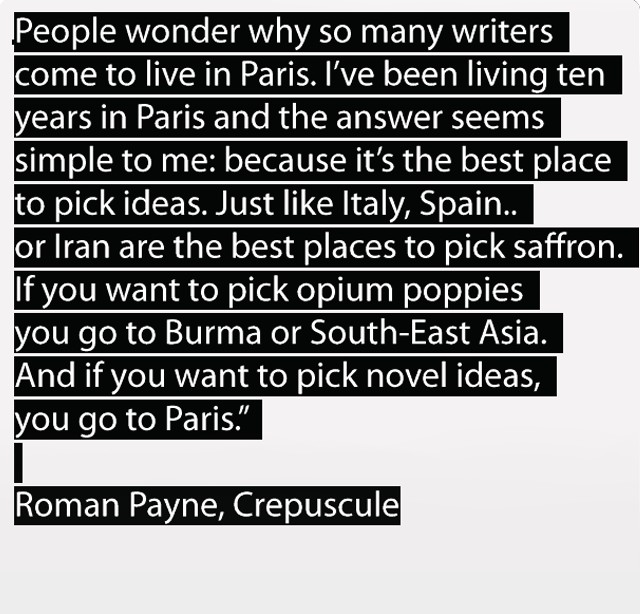 People wonder why so many writers
come to live in Paris. I’ve been living ten
years in Paris and the answer seems
simple to me: because it’s the best place
to pick ideas. Just like Italy, Spain..
or Iran are the best places to pick saffron.
If you want to pick opium poppies
you go to Burma or South-East Asia.
And if you want to pick novel ideas,
you go to Paris.”
Roman Payne, Crepuscule